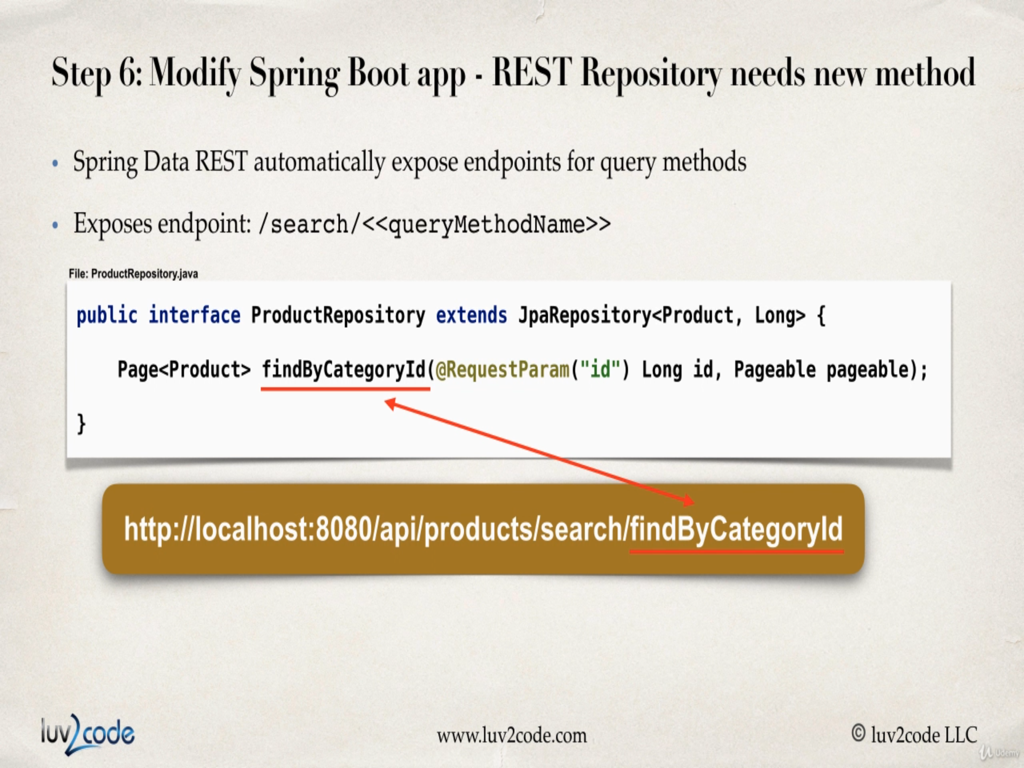 Step 6: Modify Spring Boot app - REST Repository needs new method
• Spring Data REST automatically expose endpoints for query methods
• Exposes endpoint: /search/<<queryMethodName>>
File: ProductRepository.java
public interface ProductRepository extends JpaRepository<Product, Long> {
Page<Product> findByCategoryId(@RequestParam("id") Long id, Pageable pageable);
}
http://localhost:8080/api/products/search/findByCategoryId
luv2code
www.luv2code.com
© luv2code LLC
Udemy